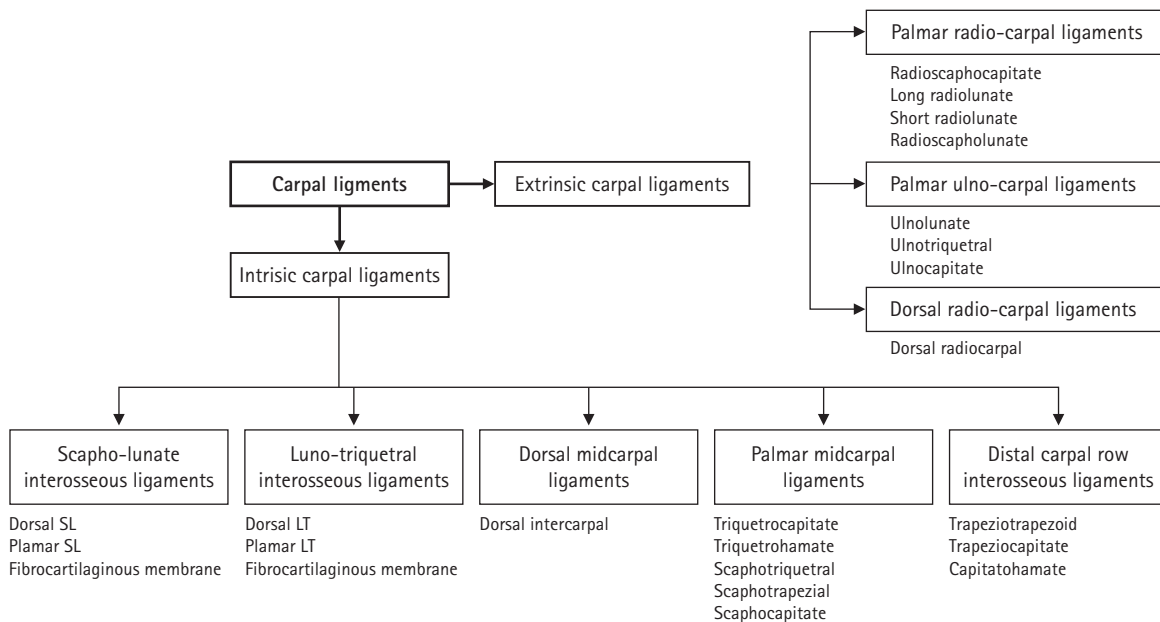 Palmar radio-carpal ligaments
Radioscaphocapitate
Long radiolunate
Short radiolunate
Radioscapholunate
Carpal ligments
Extrinsic carpal ligaments
Palmar ulno-carpal ligaments
Ulnolunate
Ulnotriquetral
Ulnocapitate
Intrisic carpal ligaments
Dorsal radio-carpal ligaments
Dorsal radiocarpal
Scapho-lunate
interosseous ligaments
Dorsal SL
Plamar SL
Fibrocartilaginous membrane
Luno-triquetral
interosseous ligaments
Dorsal LT
Plamar LT
Fibrocartilaginous membrane
Dorsal midcarpal
ligaments
Dorsal intercarpal
Palmar midcarpal
ligaments
Triquetrocapitate
Triquetrohamate
Scaphotriquetral
Scaphotrapezial
Scaphocapitate
Distal carpal row
interosseous ligaments
Trapeziotrapezoid
Trapeziocapitate
Capitatohamate